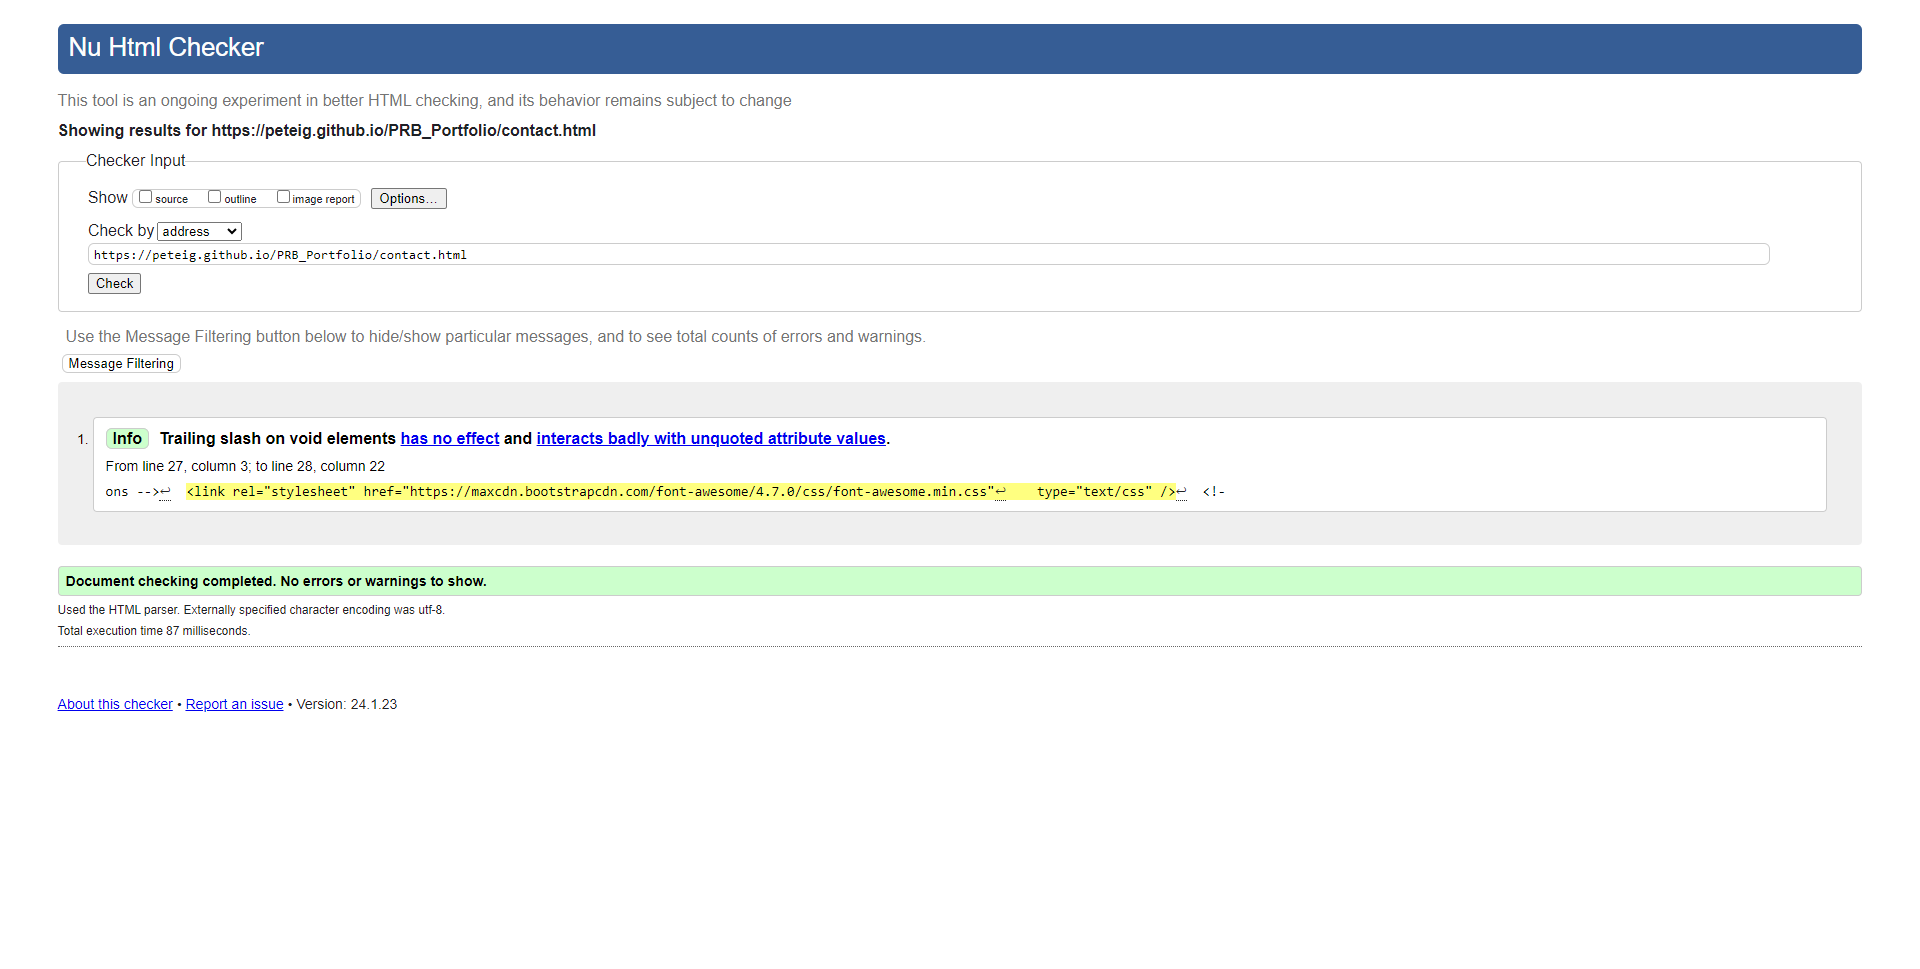 Nu Html Checker
This tool is an ongoing experiment in better HTML checking, and its behavior remains subject to change
Showing results for https://peteig.github.io/PRB_Portfolio/contact.html
Checker Input
Show source outline image report Options...
Check by address
https://peteig.github.io/PRB_Portfolio/contact.html
Check
Use the Message Filtering button below to hide/show particular messages, and to see total counts of errors and warnings.
Message Filtering
1. Info Trailing slash on void elements has no effect and interacts badly with unquoted attribute values.
From line 27, column 3; to line 28, column 22
ons -->↩  <link rel="stylesheet" href="https://maxcdn.bootstrapcdn.com/font-awesome/4.7.0/css/font-awesome.min.css"↩    type="text/css" />↩  <!-
Document checking completed. No errors or warnings to show.
Used the HTML parser. Externally specified character encoding was utf-8.
Total execution time 87 milliseconds.
About this checker • Report an issue • Version: 24.1.23